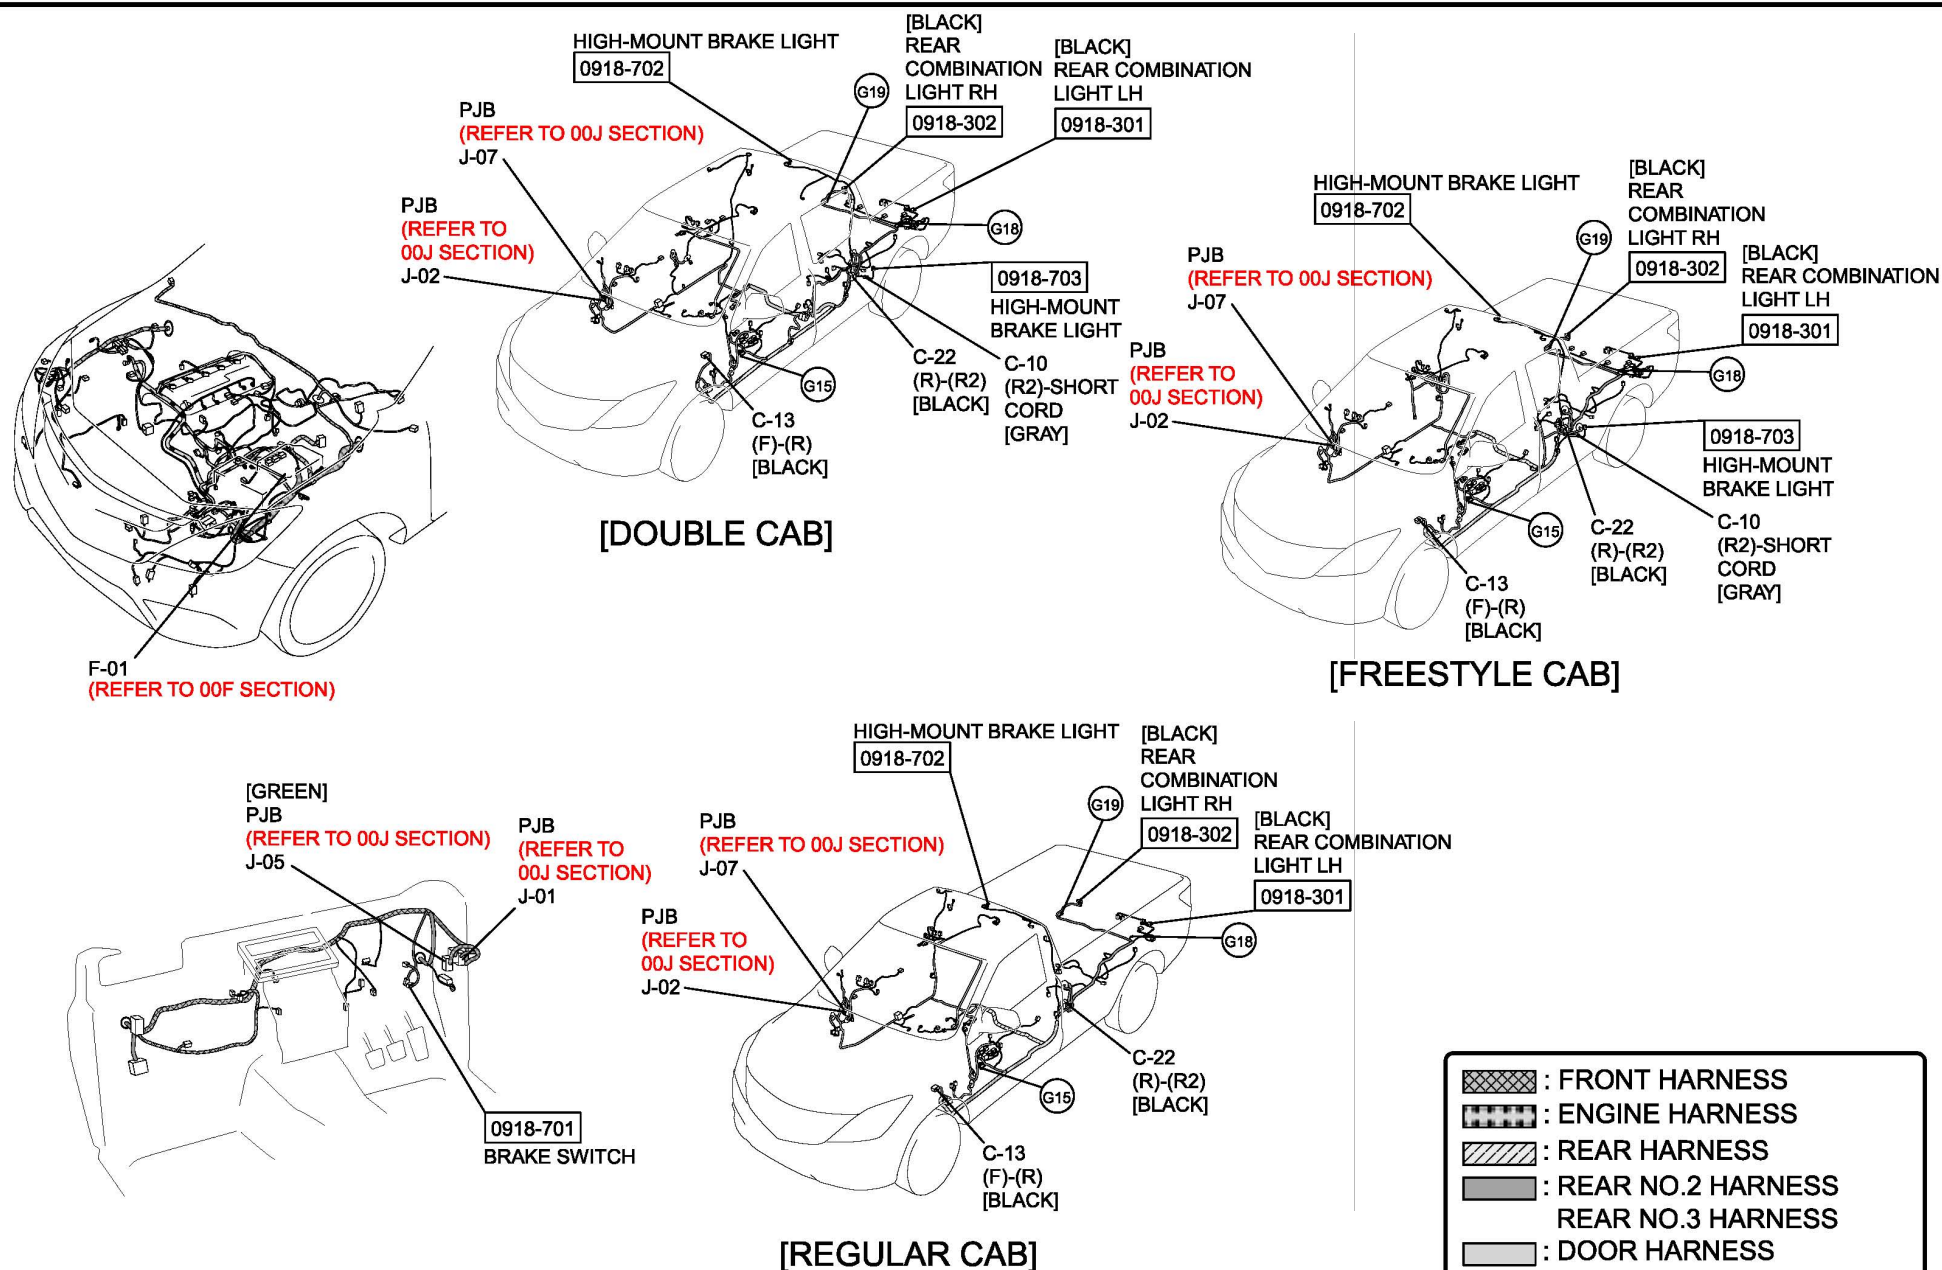 HIGH-MOUNT BRAKE LIGHT
0918-702
[BLACK]
REAR
COMBINATION
LIGHT RH
0918-302
[BLACK]
REAR COMBINATION
LIGHT LH
0918-301
G19
PJB
(REFER TO 00J SECTION)
J-07
PJB
(REFER TO
00J SECTION)
J-02
G18
0918-703
HIGH-MOUNT
BRAKE LIGHT
C-22
(R)-(R2)
[BLACK]
C-10
(R2)-SHORT
CORD
[GRAY]
G15
C-13
(F)-(R)
[BLACK]
[DOUBLE CAB]
F-01
(REFER TO 00F SECTION)
HIGH-MOUNT BRAKE LIGHT
0918-702
[BLACK]
REAR
COMBINATION
LIGHT RH
0918-302
[BLACK]
REAR COMBINATION
LIGHT LH
0918-301
G19
PJB
(REFER TO 00J SECTION)
J-07
PJB
(REFER TO
00J SECTION)
J-02
G18
0918-703
HIGH-MOUNT
BRAKE LIGHT
C-10
(R2)-SHORT
CORD
[GRAY]
C-22
(R)-(R2)
[BLACK]
G15
C-13
(F)-(R)
[BLACK]
[FREESTYLE CAB]
[GREEN]
PJB
(REFER TO 00J SECTION)
J-05
PJB
(REFER TO
00J SECTION)
J-01
0918-701
BRAKE SWITCH
HIGH-MOUNT BRAKE LIGHT
0918-702
[BLACK]
REAR
COMBINATION
LIGHT RH
0918-302
[BLACK]
REAR COMBINATION
LIGHT LH
0918-301
G19
PJB
(REFER TO 00J SECTION)
J-07
PJB
(REFER TO
00J SECTION)
J-02
G18
C-22
(R)-(R2)
[BLACK]
G15
C-13
(F)-(R)
[BLACK]
[REGULAR CAB]
: FRONT HARNESS
: ENGINE HARNESS
: REAR HARNESS
: REAR NO.2 HARNESS
REAR NO.3 HARNESS
: DOOR HARNESS